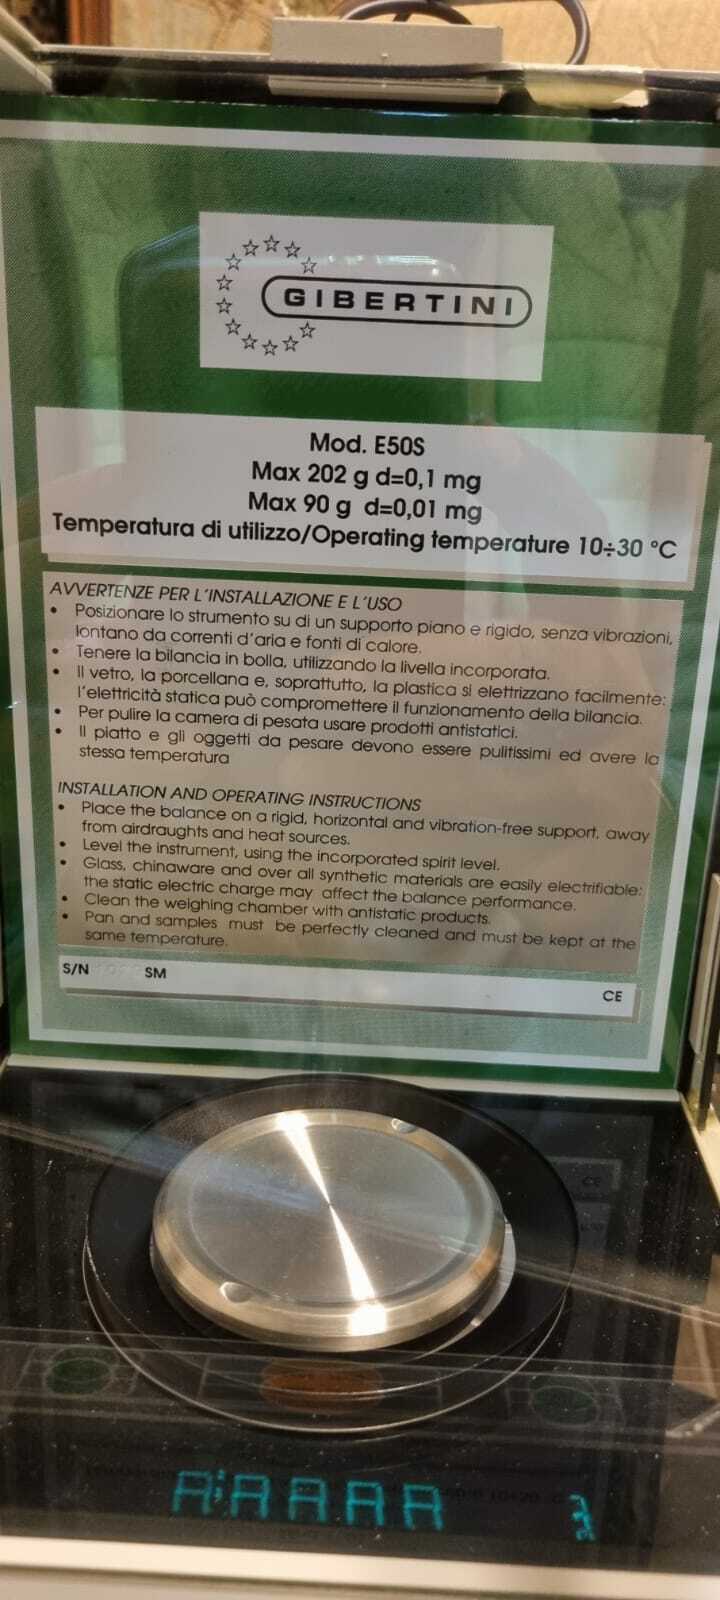 GIBERTINI
Mod. E50S
Max 202 g d=0,1 mg
Max 90 g d=0,01 mg
Temperatura di utilizzo/Operating temperature 10÷30 °C
AVVERTENZE PER L'INSTALLAZIONE E L'USO
• Posizionare lo strumento su di un supporto piano e rigido, senza vibrazioni,
lontano da correnti d'aria e fonti di calore.
• Tenere la bilancia in bolla, utilizzando la livella incorporata.
• Il vetro, la porcellana e, soprattutto, la plastica si elettrizzano facilmente:
l'elettricità statica può compromettere il funzionamento della bilancia.
• Per pulire la camera di pesata usare prodotti antistatici.
• Il piatto e gli oggetti da pesare devono essere pulitissimi ed avere la
stessa temperatura
INSTALLATION AND OPERATING INSTRUCTIONS
• Place the balance on a rigid, horizontal and vibration-free support, away
from airdraughts and heat sources.
• Level the instrument, using the incorporated spirit level.
• Glass, chinaware and over all synthetic materials are easily electrifiable:
the static electric charge may affect the balance performance.
• Clean the weighing chamber with antistatic products.
• Pan and samples must be perfectly cleaned and must be kept at the
same temperature.
S/N SM
CE